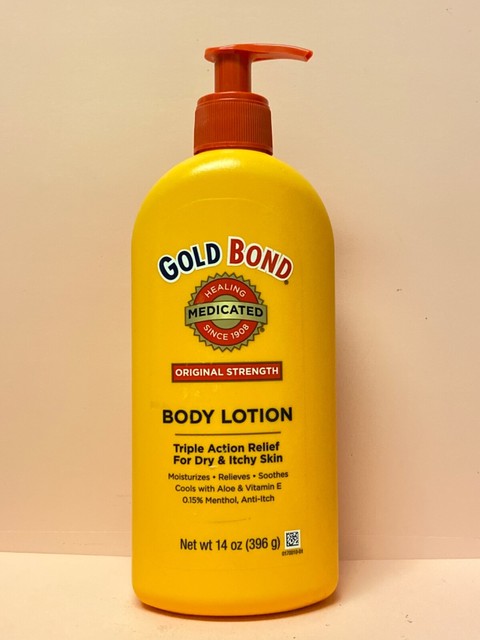 GOLD BOND
HEALING
MEDICATED
SINCE 1908
ORIGINAL STRENGTH
BODY LOTION
Triple Action Relief
For Dry & Itchy Skin
Moisturizes • Relieves • Soothes
Cools with Aloe & Vitamin E
0.15% Menthol, Anti-Itch
Net wt 14 oz (396 g)